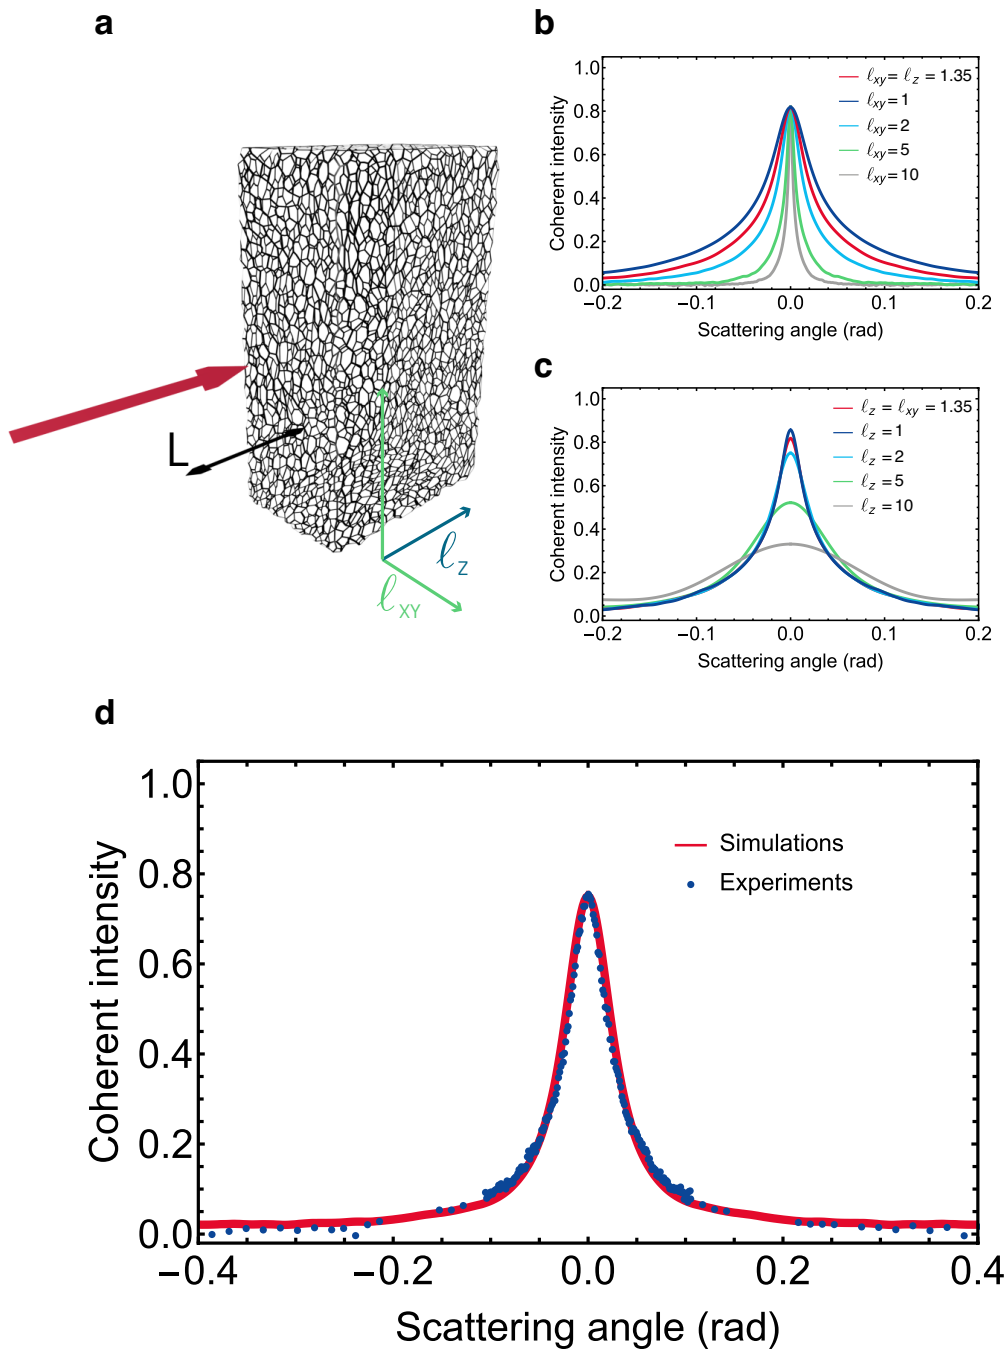 a
L
ℓz
ℓXY
b
Coherent intensity
1.0
0.8
0.6
0.4
0.2
0.0
ℓxy = ℓz = 1.35
ℓxy = 1
ℓxy = 2
ℓxy = 5
ℓxy = 10
−0.2 −0.1 0.0 0.1 0.2
Scattering angle (rad)
c
Coherent intensity
1.0
0.8
0.6
0.4
0.2
0.0
ℓz = ℓxy = 1.35
ℓz = 1
ℓz = 2
ℓz = 5
ℓz = 10
−0.2 −0.1 0.0 0.1 0.2
Scattering angle (rad)
d
Coherent intensity
1.0
0.8
0.6
0.4
0.2
0.0
Simulations
Experiments
−0.4 −0.2 0.0 0.2 0.4
Scattering angle (rad)